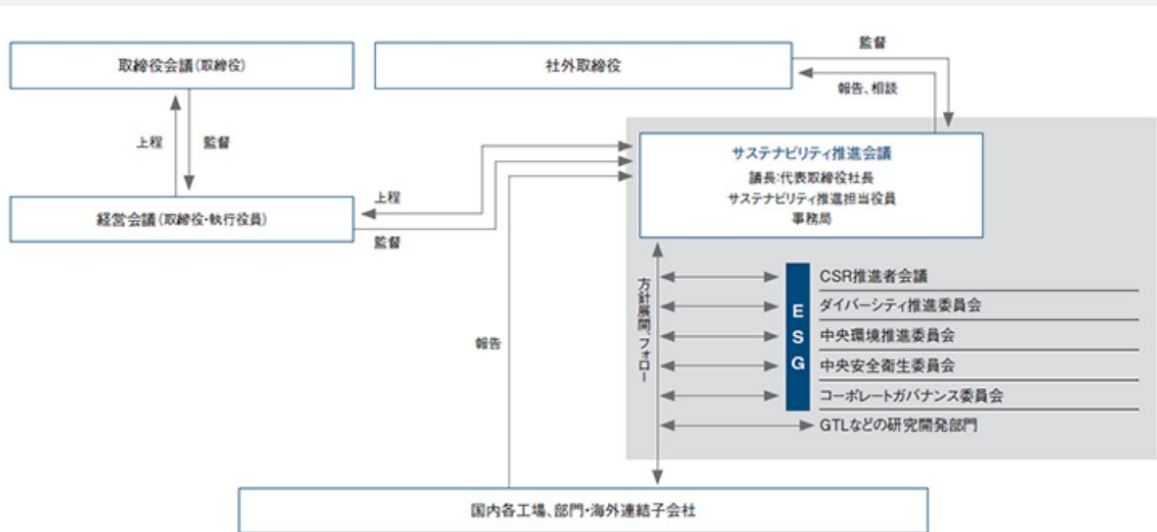 取締役会議(取締役)
社外取締役
監督
報告、相談
上程
監督
サステナビリティ推進会議
議長:代表取締役社長
サステナビリティ推進担当役員
事務局
経営会議(取締役・執行役員)
上程
監督
方針展開、フォロー
ESG
CSR推進者会議
ダイバーシティ推進委員会
中央環境推進委員会
中央安全衛生委員会
コーポレートガバナンス委員会
GTLなどの研究開発部門
報告
国内各工場、部門・海外連結子会社